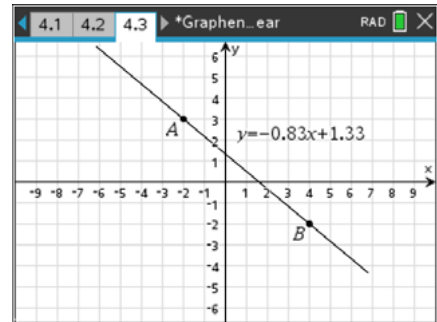 4.1 4.2 4.3 *Graphen…ear RAD
y
6
5
4
A 3
y=-0.83x+1.33
2
1
x
-9 -8 -7 -6 -5 -4 -3 -2 -1 1 2 3 4 5 6 7 8 9
-1
-2
B
-3
-4
-5
-6